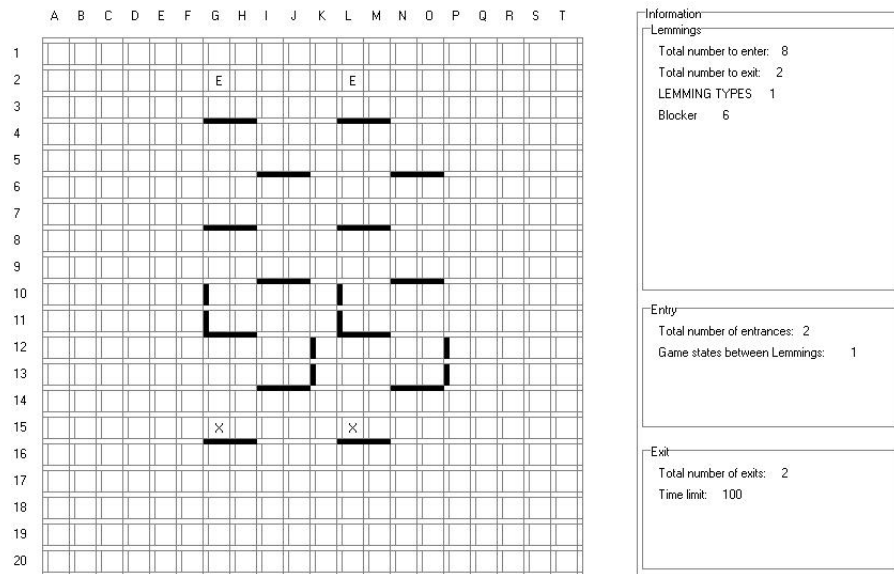 A B C D E F G H I J K L M N O P Q R S T
Information
Lemmings
1
Total number to enter: 8
2
E E
Total number to exit: 2
3
LEMMING TYPES 1
4
Blocker 6
5
6
7
8
9
10
11
Entry
Total number of entrances: 2
12
Game states between Lemmings: 1
13
14
15
X X
16
Exit
Total number of exits: 2
17
Time limit: 100
18
19
20